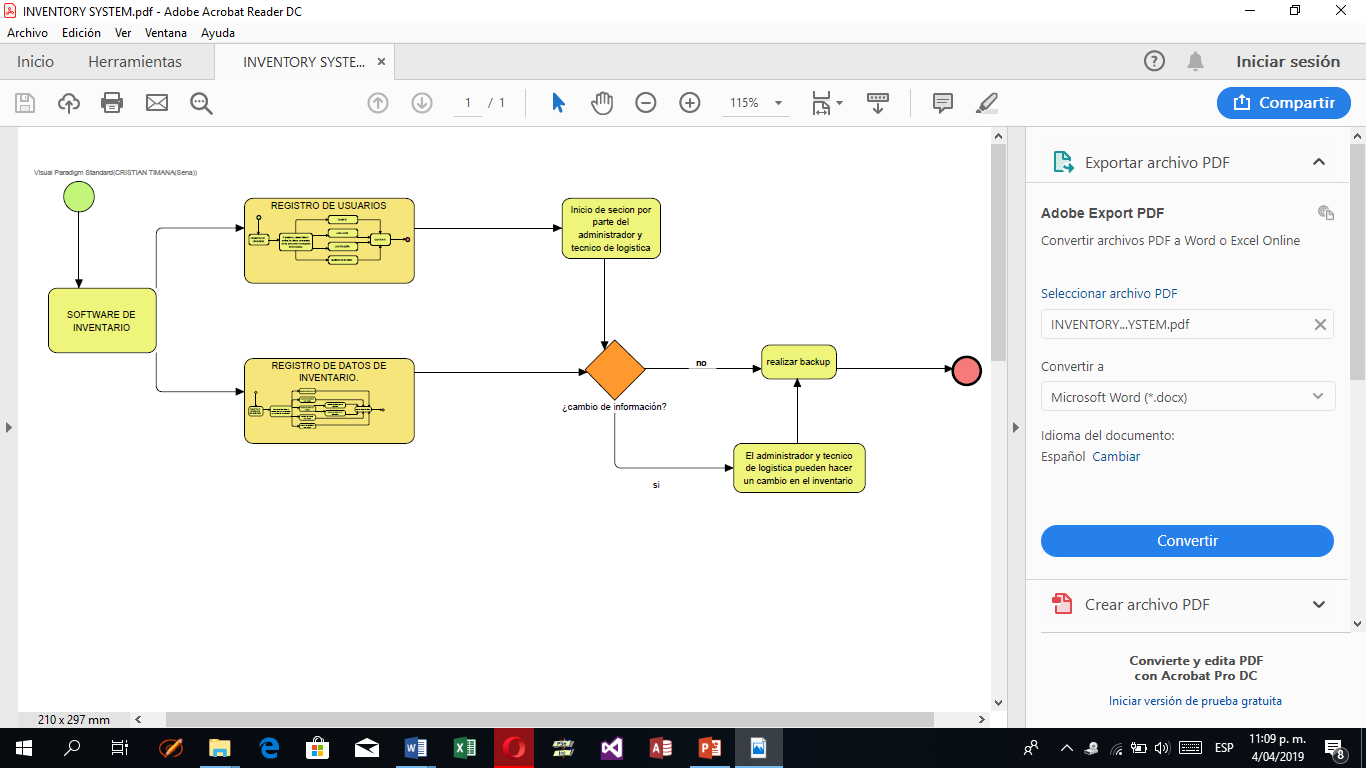 INVENTORY SYSTEM.pdf - Adobe Acrobat Reader DC
Archivo Edición Ver Ventana Ayuda
Inicio Herramientas INVENTORY SYSTE... ×
? Iniciar sesión
1 / 1
115%
Compartir
Visual Paradigm Standard(CRISTIAN TIMANA(Sena))
REGISTRO DE USUARIOS
Inicio de secion por
parte del
administrador y
tecnico de logistica
SOFTWARE DE
INVENTARIO
REGISTRO DE DATOS DE
INVENTARIO.
no
realizar backup
¿cambio de información?
El administrador y tecnico
de logistica pueden hacer
un cambio en el inventario
si
210 x 297 mm
Exportar archivo PDF
Adobe Export PDF
Convertir archivos PDF a Word o Excel Online
Seleccionar archivo PDF
INVENTORY...YSTEM.pdf
Convertir a
Microsoft Word (*.docx)
Idioma del documento:
Español Cambiar
Convertir
Crear archivo PDF
Convierte y edita PDF
con Acrobat Pro DC
Iniciar versión de prueba gratuita
ESP
11:09 p. m.
4/04/2019
8